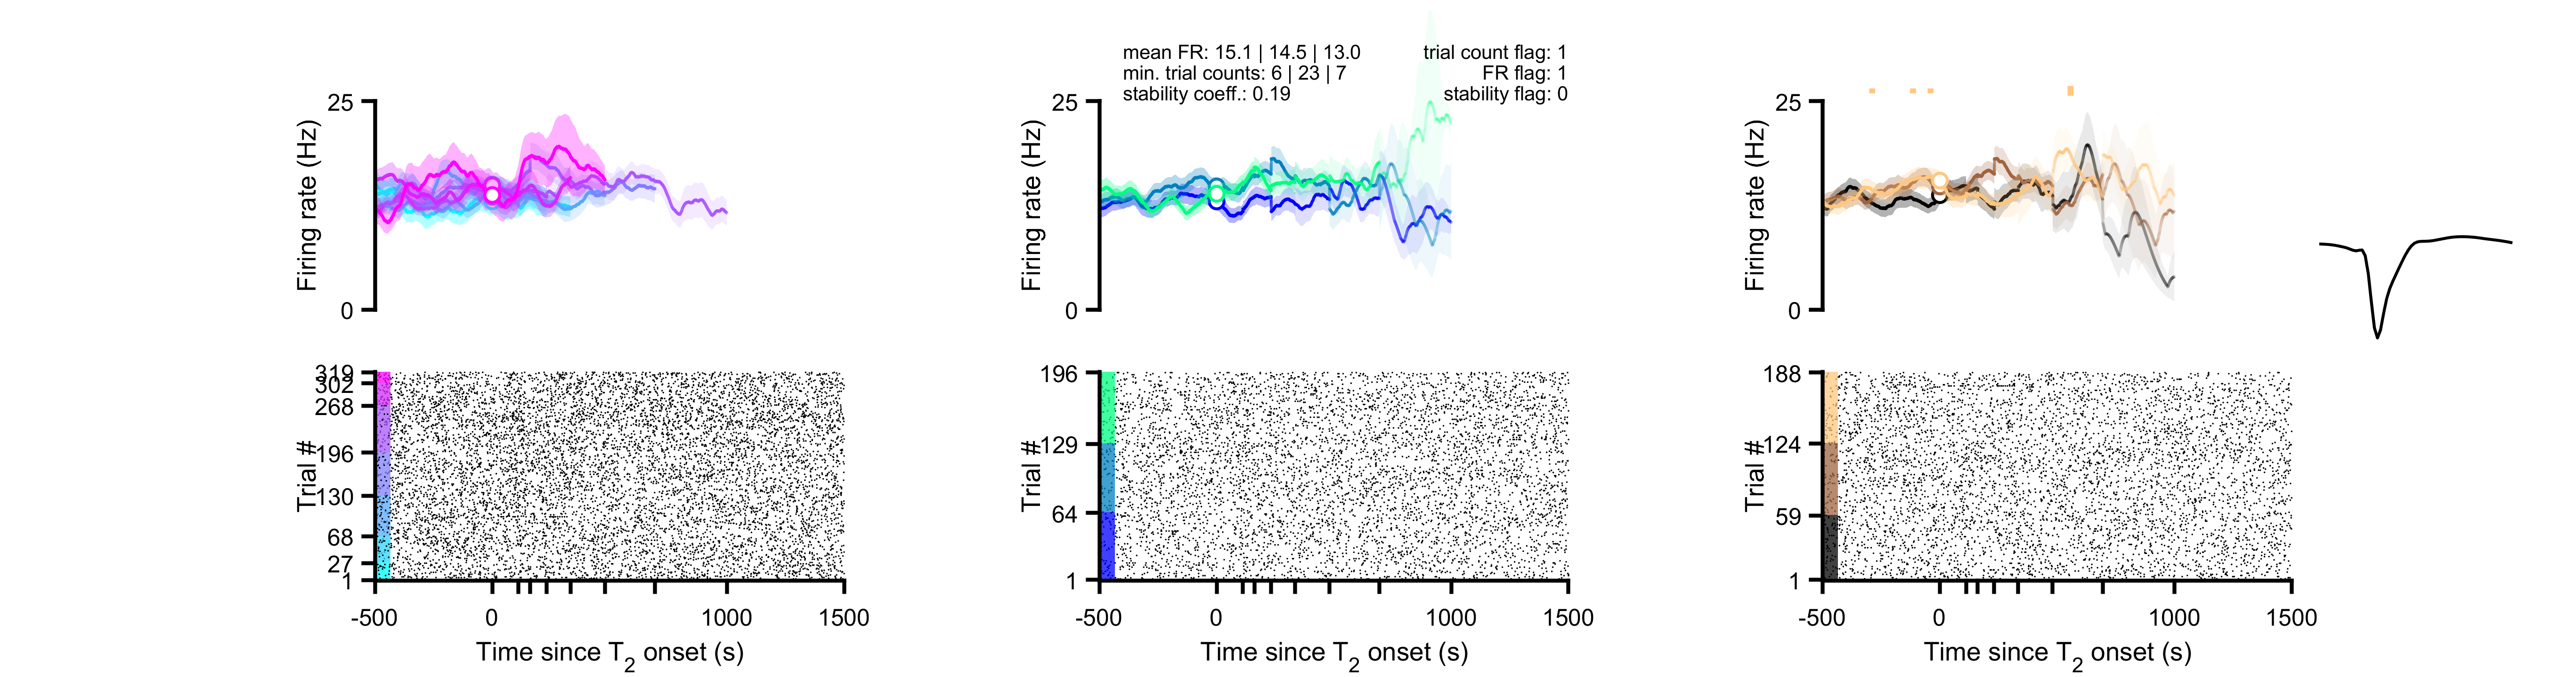 mean FR: 15.1 | 14.5 | 13.0
min. trial counts: 6 | 23 | 7
stability coeff.: 0.19
trial count flag: 1
FR flag: 1
stability flag: 0
25
Firing rate (Hz)
0
25
Firing rate (Hz)
0
25
Firing rate (Hz)
0
319
302
268
196
130
68
27
1
Trial #
-500
0
1000
1500
Time since T2 onset (s)
196
129
64
1
Trial #
-500
0
1000
1500
Time since T2 onset (s)
188
124
59
1
Trial #
-500
0
1000
1500
Time since T2 onset (s)